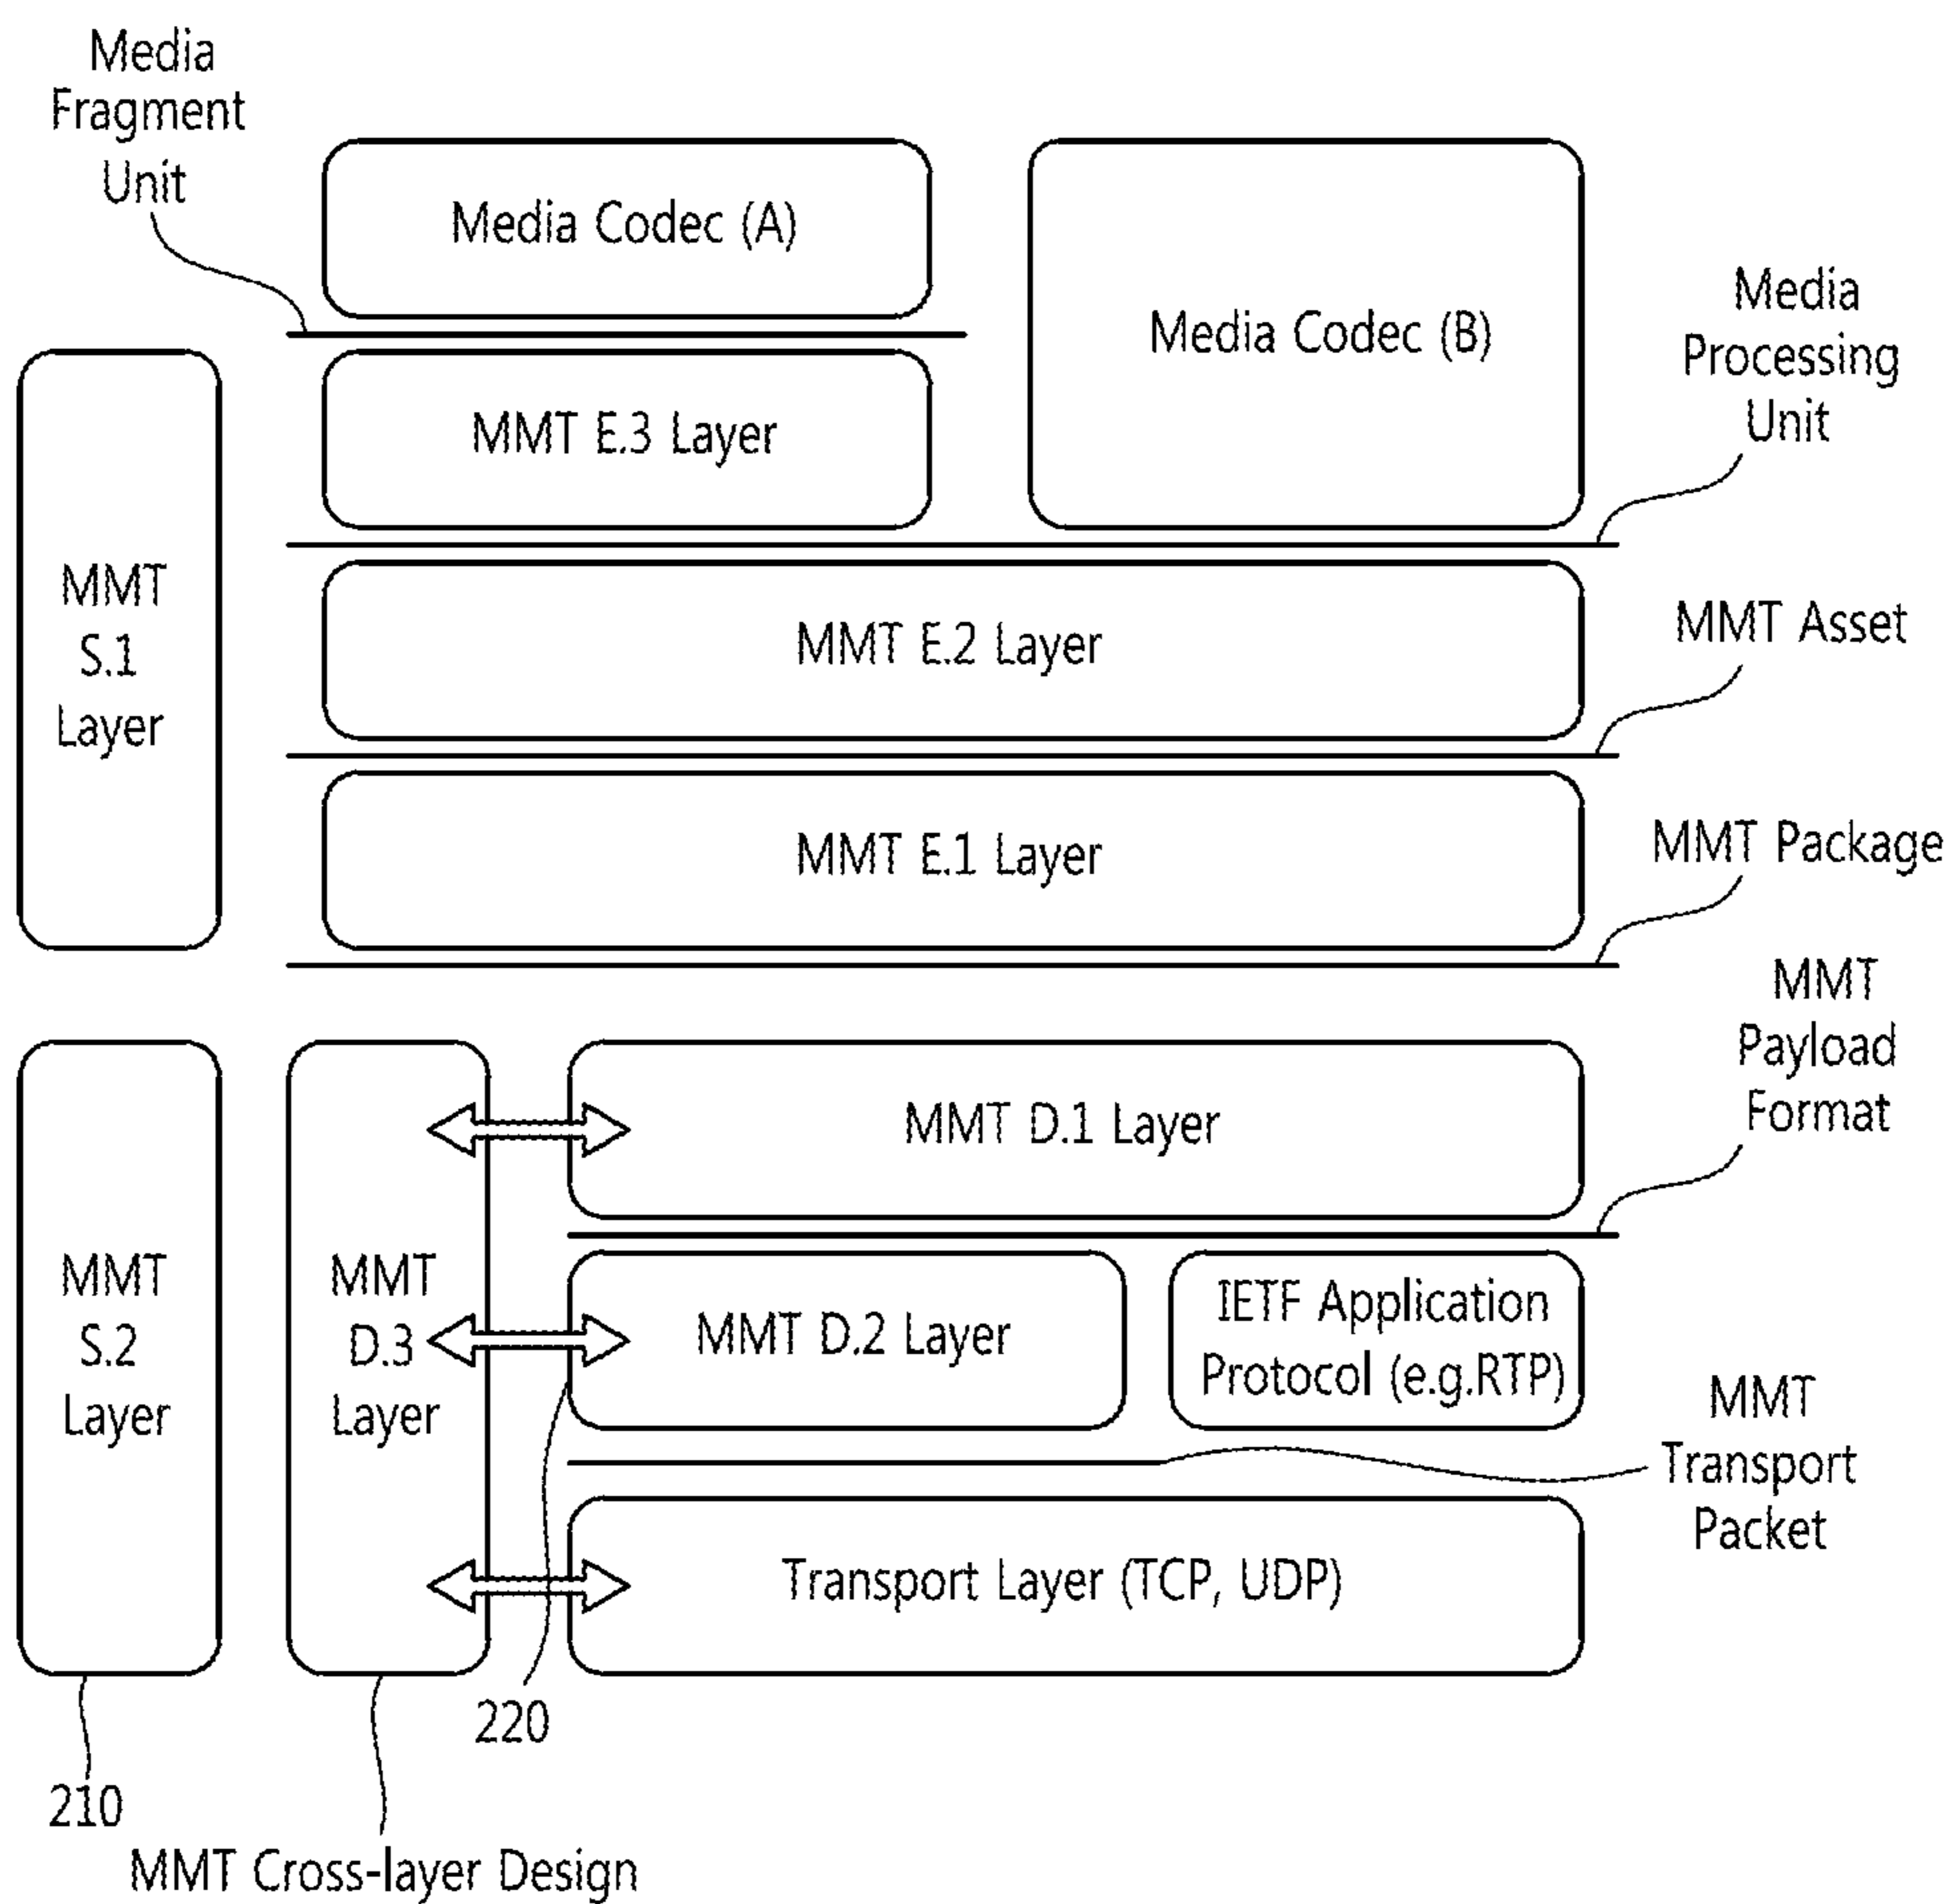 Media
Fragment
Unit
Media Codec (A)
Media Codec (B)
Media
Processing
Unit
MMT E.3 Layer
MMT
S.1
Layer
MMT E.2 Layer
MMT Asset
MMT E.1 Layer
MMT Package
MMT
Payload
Format
MMT D.1 Layer
MMT
S.2
Layer
MMT
D.3
Layer
MMT D.2 Layer
IETF Application
Protocol (e.g.RTP)
MMT
Transport
Packet
Transport Layer (TCP, UDP)
220
210
MMT Cross-layer Design